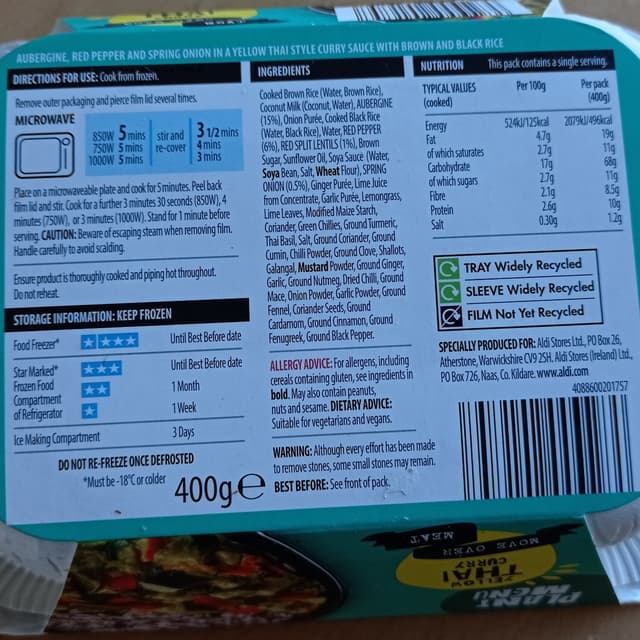 AUBERGINE, RED PEPPER AND SPRING ONION IN A YELLOW THAI STYLE CURRY SAUCE WITH BROWN AND BLACK RICE
DIRECTIONS FOR USE: Cook from frozen.
Remove outer packaging and pierce film lid several times.
MICROWAVE
850W 5 mins
750W 5 mins
1000W 5 mins
stir and
re-cover
3 1/2 mins
4 mins
3 mins
Place on a microwaveable plate and cook for 5 minutes. Peel back
film lid and stir. Cook for a further 3 minutes 30 seconds (850W), 4
minutes (750W), or 3 minutes (1000W). Stand for 1 minute before
serving. CAUTION: Beware of escaping steam when removing film.
Handle carefully to avoid scalding.
Ensure product is thoroughly cooked and piping hot throughout.
Do not reheat.
STORAGE INFORMATION: KEEP FROZEN
Food Freezer* Until Best Before date
Star Marked* Until Best Before date
Frozen Food 1 Month
Compartment
of Refrigerator 1 Week
Ice Making Compartment 3 Days
DO NOT RE-FREEZE ONCE DEFROSTED
*Must be -18°C or colder
400g e
INGREDIENTS
Cooked Brown Rice (Water, Brown Rice),
Coconut Milk (Coconut, Water), AUBERGINE
(15%), Onion Purée, Cooked Black Rice
(Water, Black Rice), Water, RED PEPPER
(6%), RED SPLIT LENTILS (1%), Brown
Sugar, Sunflower Oil, Soya Sauce (Water,
Soya Bean, Salt, Wheat Flour), SPRING
ONION (0.5%), Ginger Purée, Lime Juice
from Concentrate, Garlic Purée, Lemongrass,
Lime Leaves, Modified Maize Starch,
Coriander, Green Chillies, Ground Turmeric,
Thai Basil, Salt, Ground Coriander, Ground
Cumin, Chilli Powder, Ground Clove, Shallots,
Galangal, Mustard Powder, Ground Ginger,
Garlic, Ground Nutmeg, Dried Chilli, Ground
Mace, Onion Powder, Garlic Powder, Ground
Fennel, Coriander Seeds, Ground
Cardamom, Ground Cinnamon, Ground
Fenugreek, Ground Black Pepper.
ALLERGY ADVICE: For allergens, including
cereals containing gluten, see ingredients in
bold. May also contain peanuts,
nuts and sesame. DIETARY ADVICE:
Suitable for vegetarians and vegans.
WARNING: Although every effort has been made
to remove stones, some small stones may remain.
BEST BEFORE: See front of pack.
NUTRITION This pack contains a single serving.
TYPICAL VALUES Per 100g Per pack
(cooked) (400g)
Energy 524kJ/125kcal 2079kJ/496kcal
Fat 4.7g 19g
of which saturates 2.7g 11g
Carbohydrate 17g 68g
of which sugars 2.7g 11g
Fibre 2.1g 8.5g
Protein 2.6g 10g
Salt 0.30g 1.2g
TRAY Widely Recycled
SLEEVE Widely Recycled
FILM Not Yet Recycled
SPECIALLY PRODUCED FOR: Aldi Stores Ltd., PO Box 26,
Atherstone, Warwickshire CV9 2SH. Aldi Stores (Ireland) Ltd.,
PO Box 726, Naas, Co. Kildare. www.aldi.com
4088600201757
PLANT
MENU
YELLOW
THAI
CURRY
MOVE OVER
MEAT